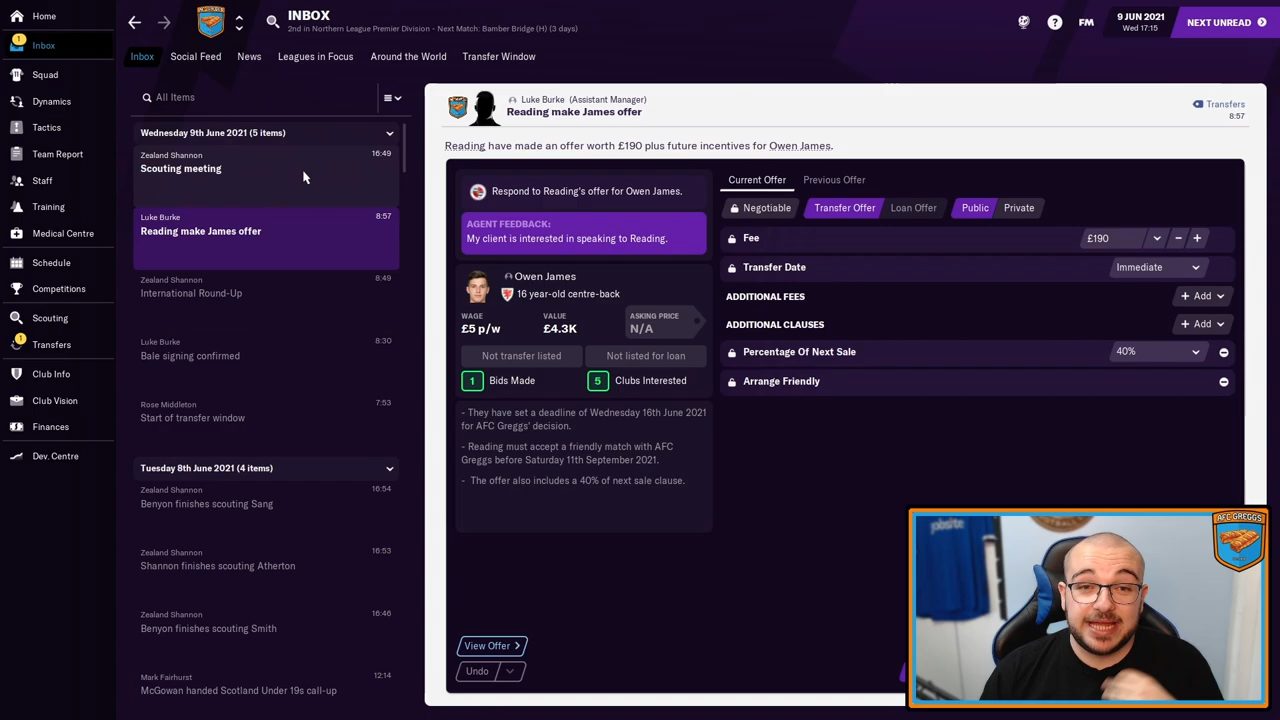 Home
1
Inbox
Squad
Dynamics
Tactics
Team Report
Staff
Training
Medical Centre
Schedule
Competitions
Scouting
1
Transfers
Club Info
Club Vision
Finances
Dev. Centre
INBOX
2nd in Northern League Premier Division - Next Match: Bamber Bridge (H) (3 days)
FM
9 JUN 2021
Wed 17:15
NEXT UNREAD
Inbox
Social Feed
News
Leagues in Focus
Around the World
Transfer Window
All Items
Wednesday 9th June 2021 (5 items)
Zealand Shannon 16:49
Scouting meeting
Luke Burke 8:57
Reading make James offer
Zealand Shannon 8:49
International Round-Up
Luke Burke 8:30
Bale signing confirmed
Rose Middleton 7:53
Start of transfer window
Tuesday 8th June 2021 (4 items)
Zealand Shannon 16:54
Benyon finishes scouting Sang
Zealand Shannon 16:53
Shannon finishes scouting Atherton
Zealand Shannon 16:46
Benyon finishes scouting Smith
Mark Fairhurst 12:14
McGowan handed Scotland Under 19s call-up
Luke Burke (Assistant Manager)
Reading make James offer
Transfers
8:57
Reading have made an offer worth £190 plus future incentives for Owen James.
Respond to Reading's offer for Owen James.
AGENT FEEDBACK:
My client is interested in speaking to Reading.
Owen James
16 year-old centre-back
WAGE
£5 p/w
VALUE
£4.3K
ASKING PRICE
N/A
Not transfer listed
Not listed for loan
1 Bids Made
5 Clubs Interested
- They have set a deadline of Wednesday 16th June 2021
for AFC Greggs' decision.
- Reading must accept a friendly match with AFC
Greggs before Saturday 11th September 2021.
- The offer also includes a 40% of next sale clause.
View Offer
Undo
Current Offer
Previous Offer
Negotiable
Transfer Offer
Loan Offer
Public
Private
Fee £190
Transfer Date Immediate
ADDITIONAL FEES + Add
ADDITIONAL CLAUSES + Add
Percentage Of Next Sale 40%
Arrange Friendly
jobsite
AFC GREGGS